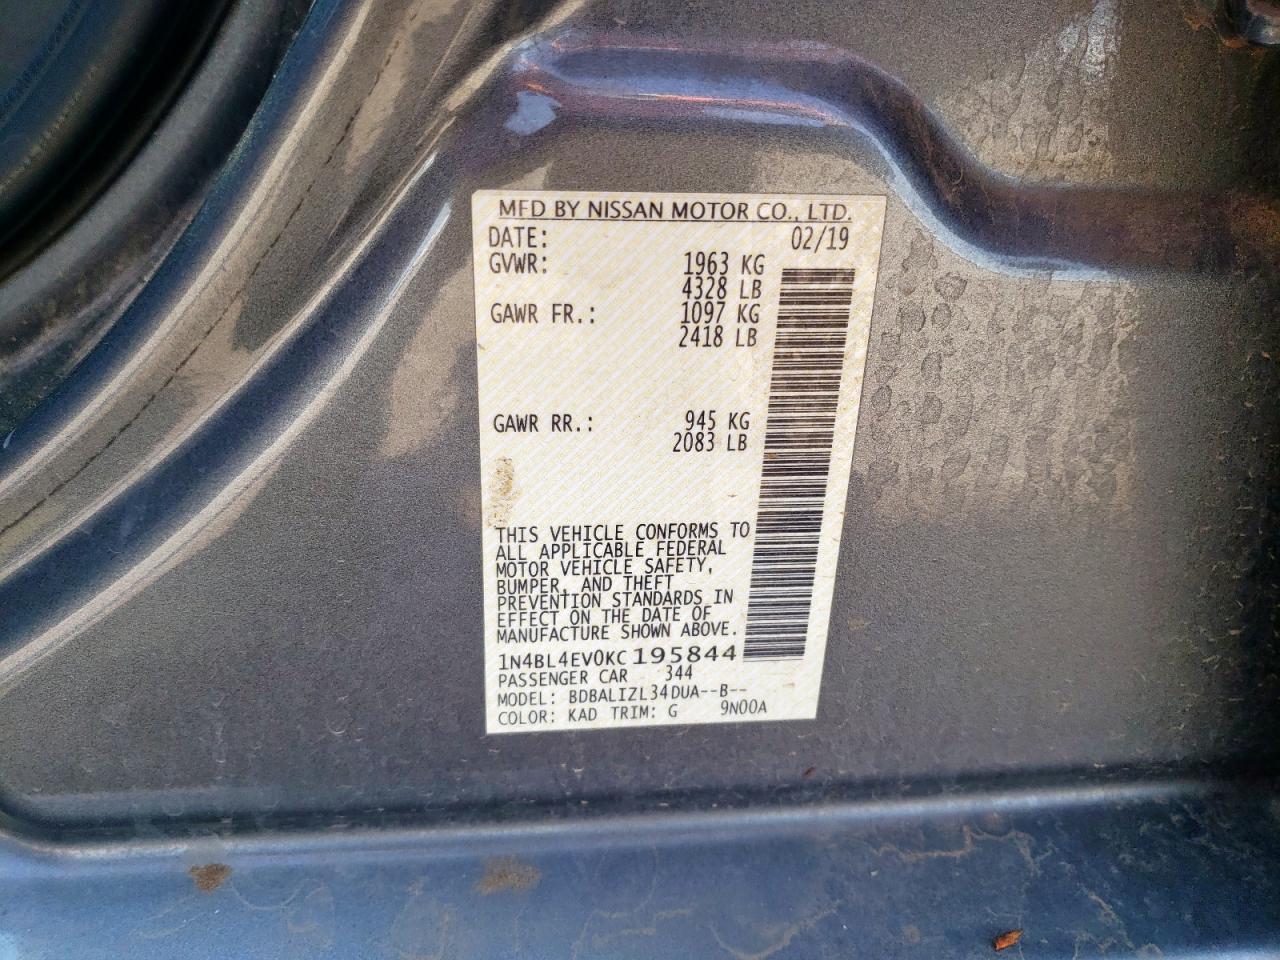 MFD BY NISSAN MOTOR CO., LTD.
DATE: 02/19
GVWR: 1963 KG
4328 LB
GAWR FR.: 1097 KG
2418 LB
GAWR RR.: 945 KG
2083 LB
THIS VEHICLE CONFORMS TO
ALL APPLICABLE FEDERAL
MOTOR VEHICLE SAFETY,
BUMPER, AND THEFT
PREVENTION STANDARDS IN
EFFECT ON THE DATE OF
MANUFACTURE SHOWN ABOVE.
1N4BL4EV0KC195844
PASSENGER CAR 344
MODEL: BDBALIZL34DUA--B--
COLOR: KAD TRIM: G 9N00A